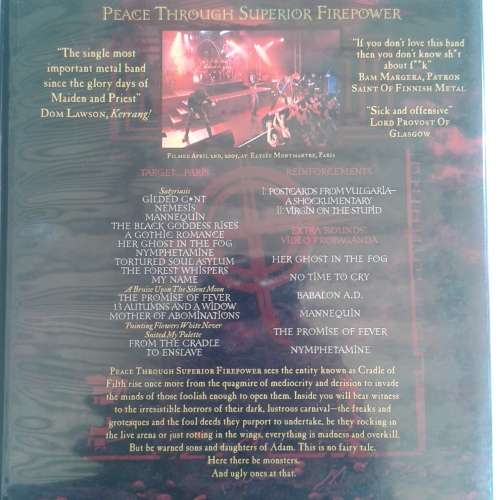 Peace Through Superior Firepower
"The single most
important metal band
since the glory days of
Maiden and Priest"
Dom Lawson, Kerrang!
"If you don't love this band
then you don't know sh*t
about f**k"
Bam Margera, Patron
Saint Of Finnish Metal
"Sick and offensive"
Lord Provost Of
Glasgow
Filmed April 2nd, 2005, at Elysée Montmartre, Paris
Target...Paris
Satyriasis
Gilded C*nt
Nemesis
Mannequin
The Black Goddess Rises
A Gothic Romance
Her Ghost In The Fog
Nymphetamine
Tortured Soul Asylum
The Forest Whispers
My Name
A Bruise Upon The Silent Moon
The Promise Of Fever
13 Autumns And A Widow
Mother Of Abominations
Painting Flowers White Never
Suited My Palette
From The Cradle
To Enslave
Reinforcements
I: Postcards From Vulgaria—
A Shockumentary
II: Virgin On The Stupid
Extra Rounds:
Video Propaganda
Her Ghost In The Fog
No Time To Cry
Babalon A.D.
Mannequin
The Promise Of Fever
Nymphetamine
Peace Through Superior Firepower sees the entity known as Cradle of
Filth rise once more from the quagmire of mediocrity and derision to invade
the minds of those foolish enough to open them. Inside you will bear witness
to the irresistible horrors of their dark, lustrous carnival—the freaks and
grotesques and the foul deeds they purport to undertake, be they rocking in
the live arena or just rotting in the wings, everything is madness and overkill.
But be warned sons and daughters of Adam. This is no fairy tale.
Here there be monsters.
And ugly ones at that.